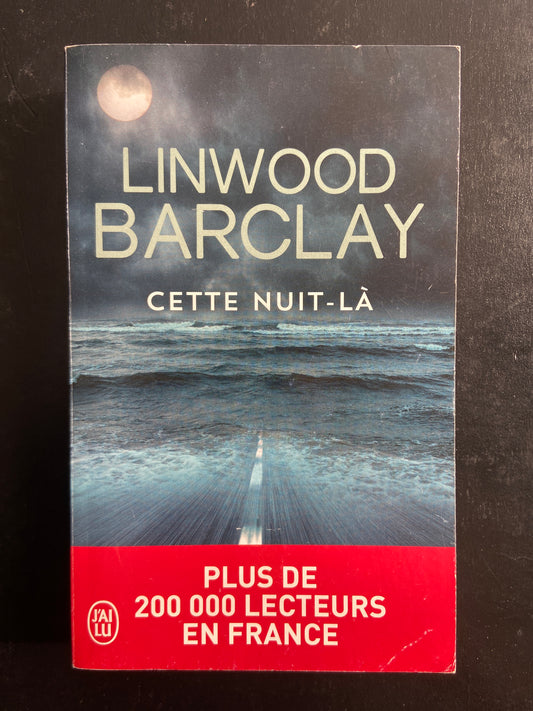 LINWOOD
BARCLAY
CETTE NUIT-LÀ
PLUS DE
200 000 LECTEURS
EN FRANCE
J'AI
LU